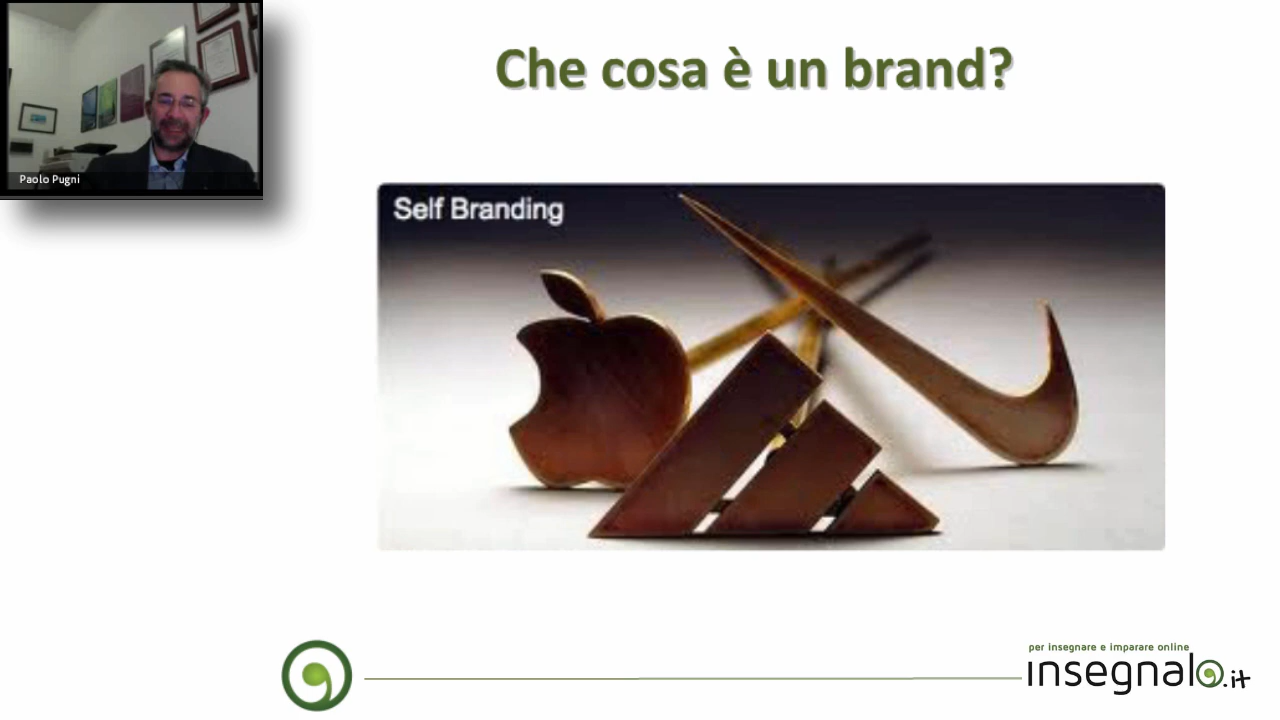 Paolo Pugni
Che cosa è un brand?
Self Branding
per insegnare e imparare online
insegnalo.it